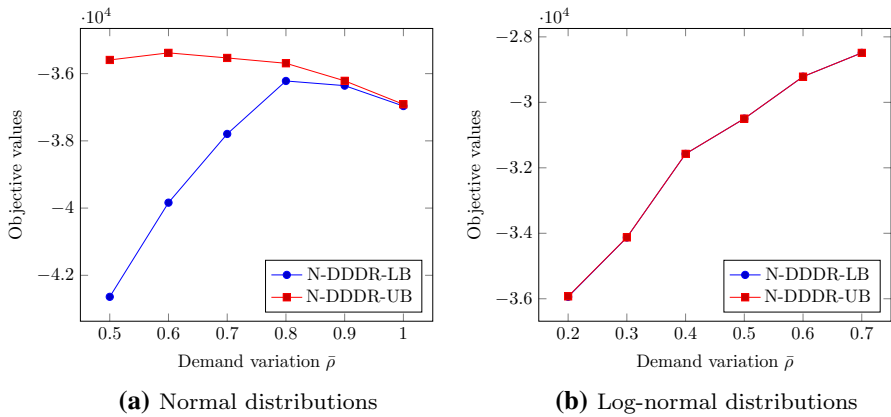 ·10⁴
−3.6
−3.8
−4
−4.2
Objective values
N-DDDR-LB
N-DDDR-UB
0.5 0.6 0.7 0.8 0.9 1
Demand variation ρ̄
(a) Normal distributions
·10⁴
−2.8
−3
−3.2
−3.4
−3.6
Objective values
N-DDDR-LB
N-DDDR-UB
0.2 0.3 0.4 0.5 0.6 0.7
Demand variation ρ̄
(b) Log-normal distributions